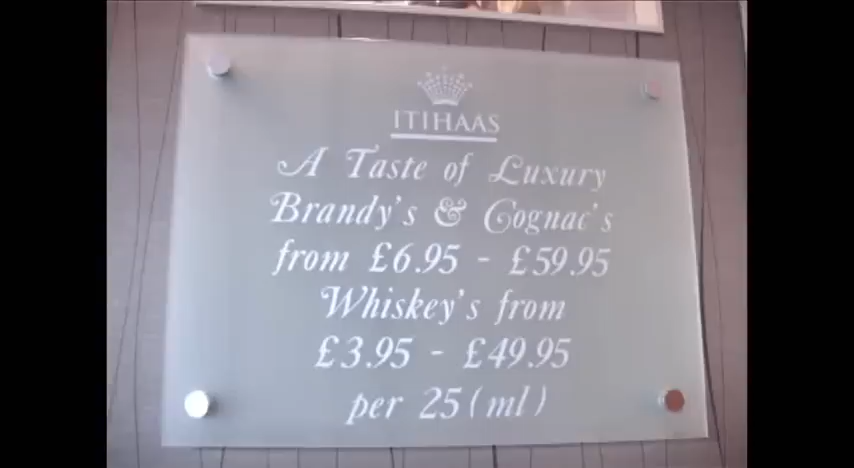 ITIHAAS
A Taste of Luxury
Brandy's & Cognac's
from £6.95 - £59.95
Whiskey's from
£3.95 - £49.95
per 25(ml)